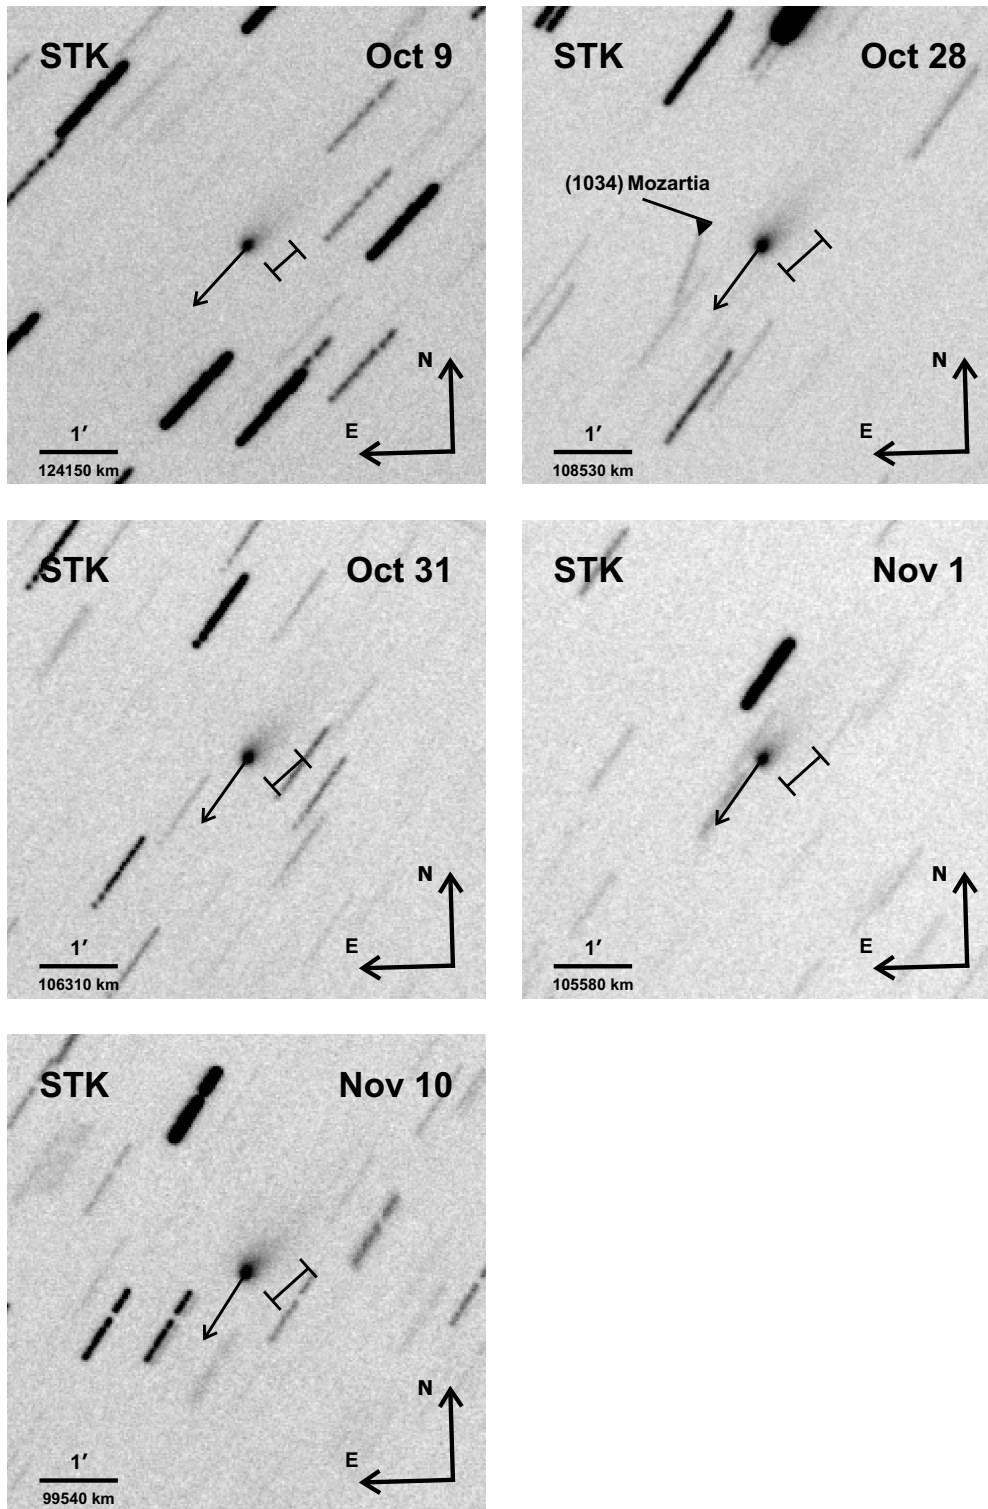 STK Oct 9
N
E
1′
124150 km
STK Oct 28
(1034) Mozartia
N
E
1′
108530 km
STK Oct 31
N
E
1′
106310 km
STK Nov 1
N
E
1′
105580 km
STK Nov 10
N
E
1′
99540 km